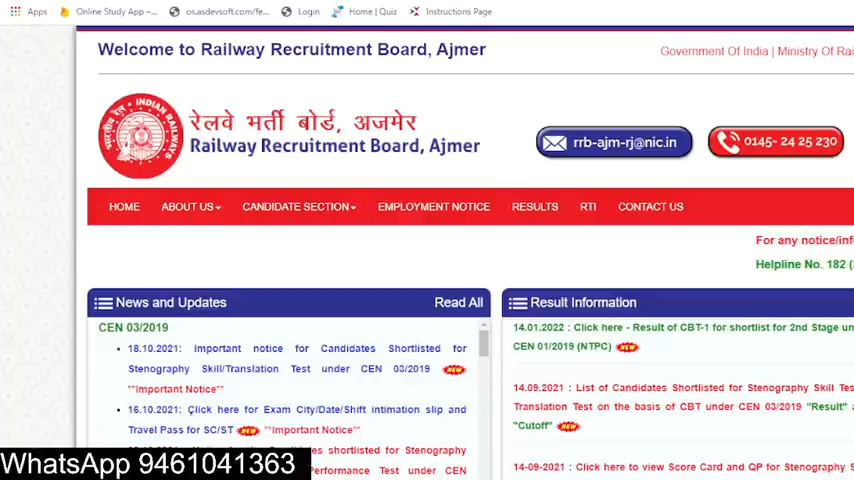 Apps Online Study App –... os.asdevsoft.com/fe... Login Home | Quiz Instructions Page
Welcome to Railway Recruitment Board, Ajmer
Government Of India | Ministry Of
INDIAN RAILWAYS
भारतीय रेल
रेलवे भर्ती बोर्ड, अजमेर
Railway Recruitment Board, Ajmer
rrb-ajm-rj@nic.in
0145- 24 25 230
HOME ABOUT US CANDIDATE SECTION EMPLOYMENT NOTICE RESULTS RTI CONTACT US
For any notice/
Helpline No. 182
News and Updates Read All
CEN 03/2019
18.10.2021: Important notice for Candidates Shortlisted for
Stenography Skill/Translation Test under CEN 03/2019 NEW
**Important Notice**
16.10.2021: Click here for Exam City/Date/Shift intimation slip and
Travel Pass for SC/ST NEW **Important Notice**
shortlisted for Stenography
Performance Test under CEN
Result Information
14.01.2022 : Click here - Result of CBT-1 for shortlist for 2nd Stage
CEN 01/2019 (NTPC) NEW
14.09.2021 : List of Candidates Shortlisted for Stenography Skill
Translation Test on the basis of CBT under CEN 03/2019 "Result"
"Cutoff" NEW
14-09-2021 : Click here to view Score Card and QP for Stenography
WhatsApp 9461041363